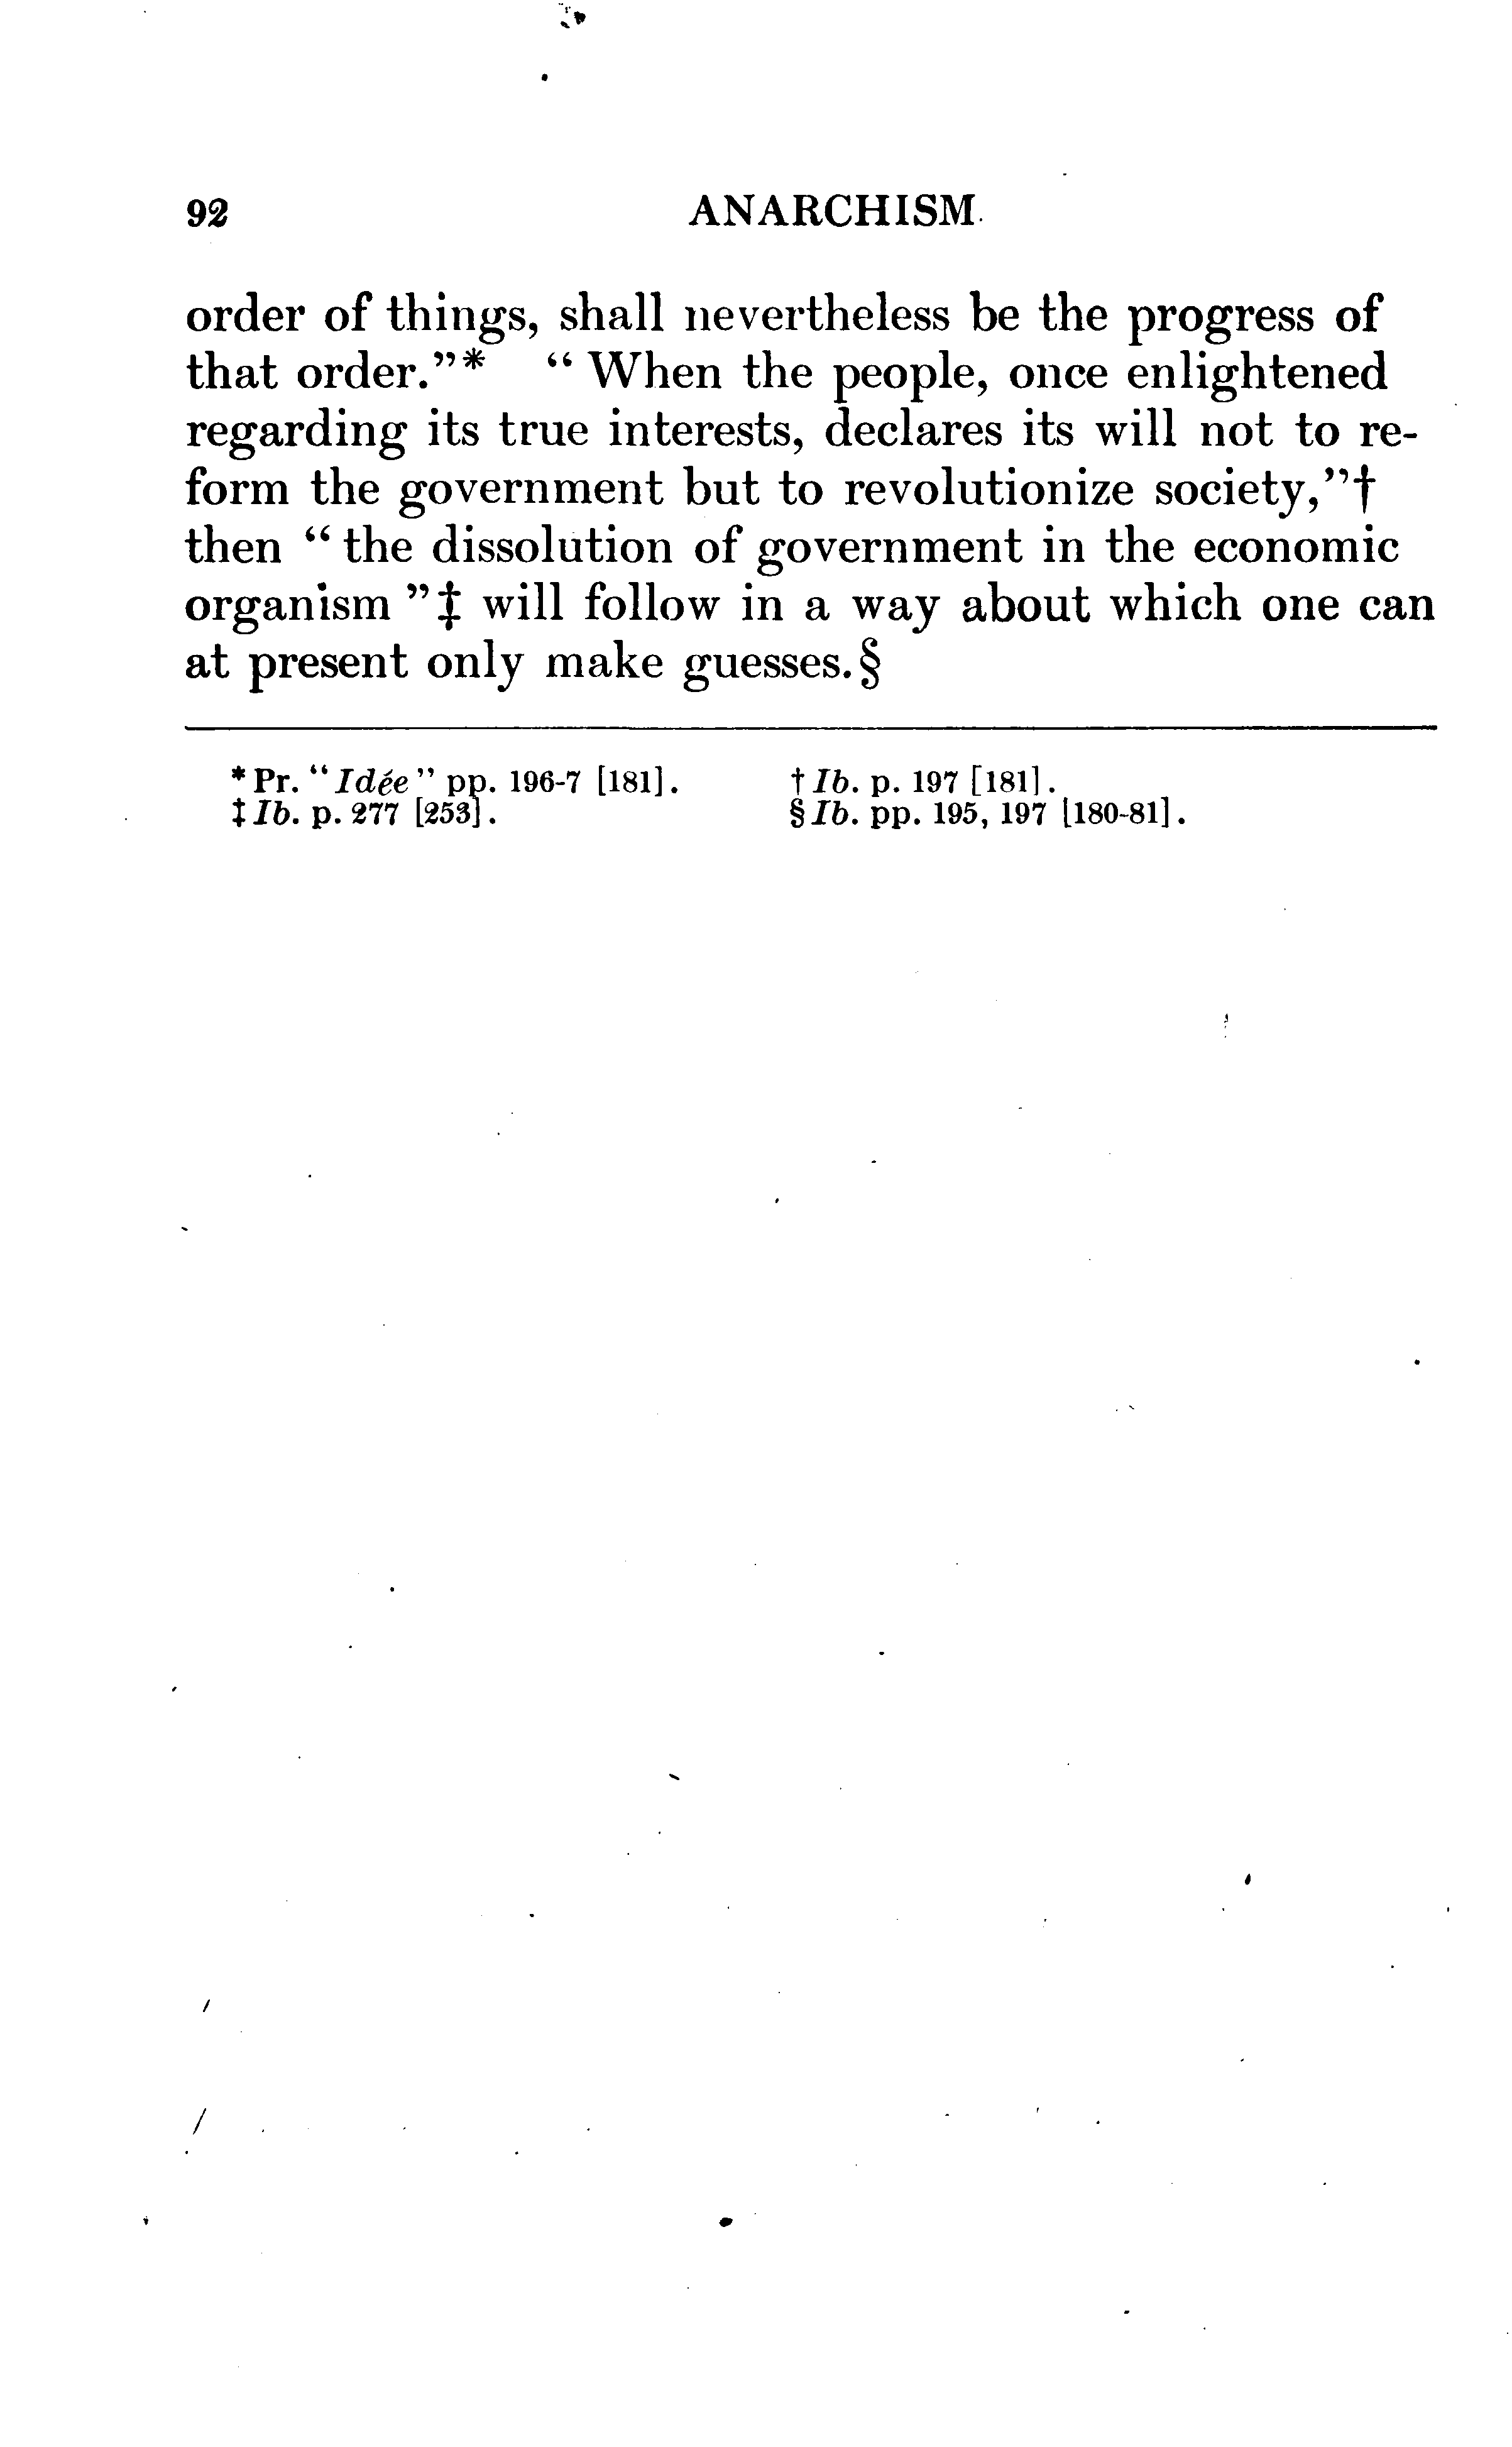 92 ANARCHISM.
order of things, shall nevertheless be the progress of
that order."* " When the people, once enlightened
regarding its true interests, declares its will not to re-
form the government but to revolutionize society,"†
then " the dissolution of government in the economic
organism "‡ will follow in a way about which one can
at present only make guesses.§
* Pr. "Idée" pp. 196-7 [181]. † Ib. p. 197 [181].
‡ Ib. p. 277 [253]. § Ib. pp. 195, 197 [180-81].